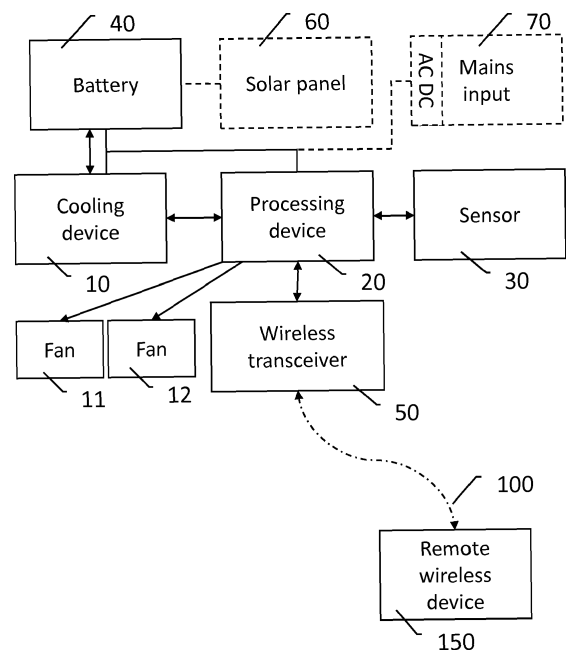 40
60
70
Battery
Solar panel
AC DC
Mains
input
Cooling
device
Processing
device
Sensor
10
20
30
Fan
Fan
Wireless
transceiver
11
12
50
100
Remote
wireless
device
150